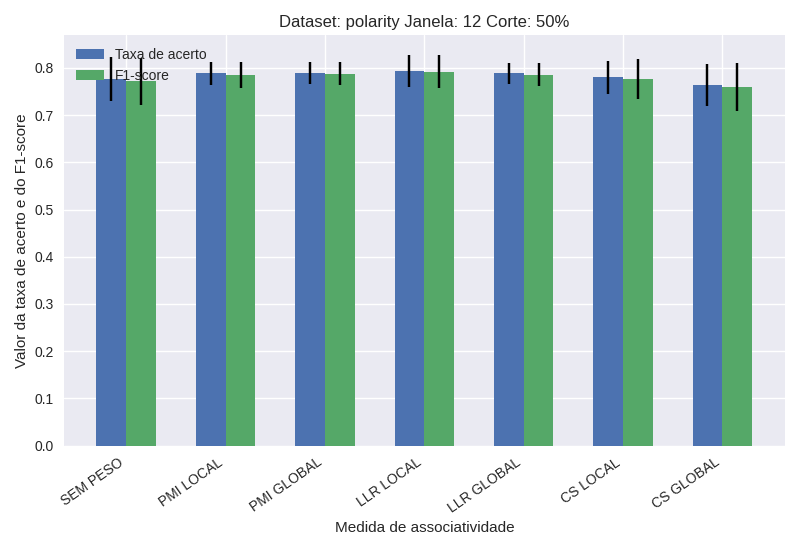 Dataset: polarity Janela: 12 Corte: 50%
Taxa de acerto
F1-score
Valor da taxa de acerto e do F1-score
0.8
0.7
0.6
0.5
0.4
0.3
0.2
0.1
0.0
SEM PESO
PMI LOCAL
PMI GLOBAL
LLR LOCAL
LLR GLOBAL
CS LOCAL
CS GLOBAL
Medida de associatividade